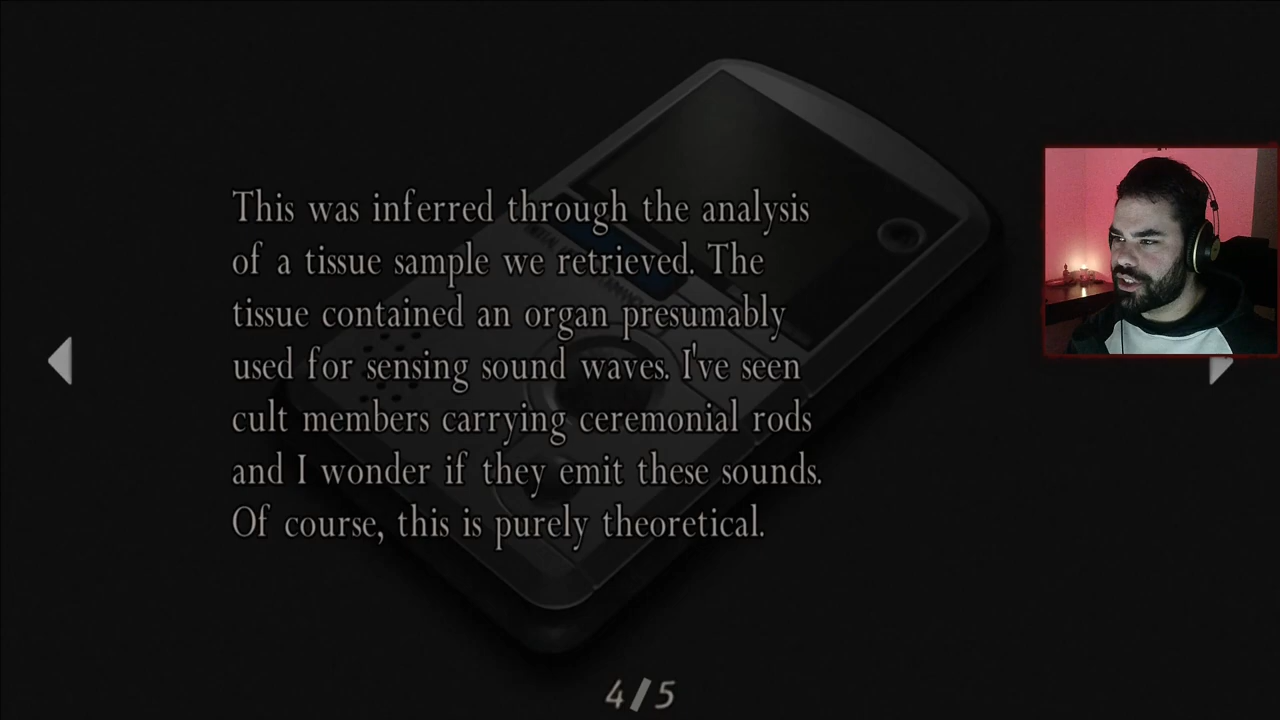 This was inferred through the analysis
of a tissue sample we retrieved. The
tissue contained an organ presumably
used for sensing sound waves. I've seen
cult members carrying ceremonial rods
and I wonder if they emit these sounds.
Of course, this is purely theoretical.
4/5